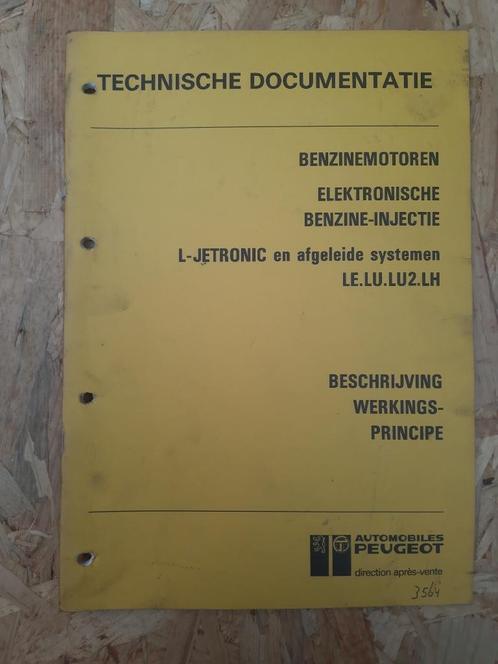 TECHNISCHE DOCUMENTATIE
BENZINEMOTOREN
ELEKTRONISCHE
BENZINE-INJECTIE
L-JETRONIC en afgeleide systemen
LE.LU.LU2.LH
BESCHRIJVING
WERKINGS-
PRINCIPE
AUTOMOBILES
PEUGEOT
direction après-vente
3564